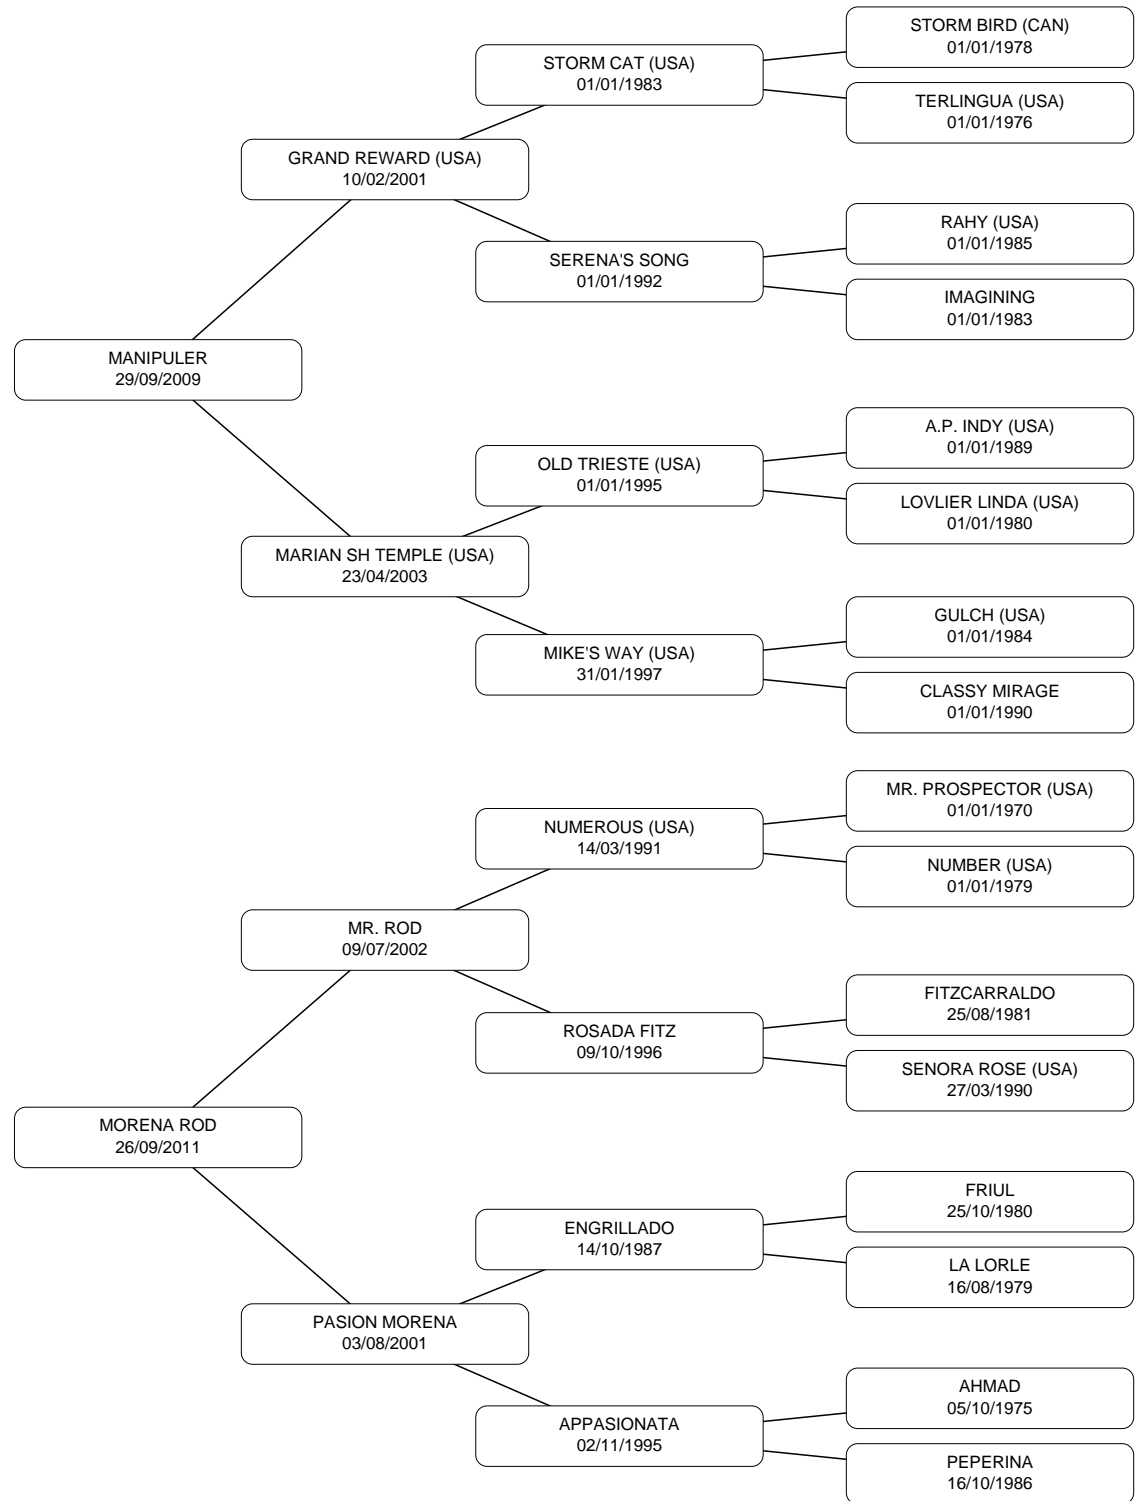 STORM BIRD (CAN)
01/01/1978
STORM CAT (USA)
01/01/1983
TERLINGUA (USA)
01/01/1976
GRAND REWARD (USA)
10/02/2001
RAHY (USA)
01/01/1985
SERENA'S SONG
01/01/1992
IMAGINING
01/01/1983
MANIPULER
29/09/2009
A.P. INDY (USA)
01/01/1989
OLD TRIESTE (USA)
01/01/1995
LOVLIER LINDA (USA)
01/01/1980
MARIAN SH TEMPLE (USA)
23/04/2003
GULCH (USA)
01/01/1984
MIKE'S WAY (USA)
31/01/1997
CLASSY MIRAGE
01/01/1990
MR. PROSPECTOR (USA)
01/01/1970
NUMEROUS (USA)
14/03/1991
NUMBER (USA)
01/01/1979
MR. ROD
09/07/2002
FITZCARRALDO
25/08/1981
ROSADA FITZ
09/10/1996
SENORA ROSE (USA)
27/03/1990
MORENA ROD
26/09/2011
FRIUL
25/10/1980
ENGRILLADO
14/10/1987
LA LORLE
16/08/1979
PASION MORENA
03/08/2001
AHMAD
05/10/1975
APPASIONATA
02/11/1995
PEPERINA
16/10/1986